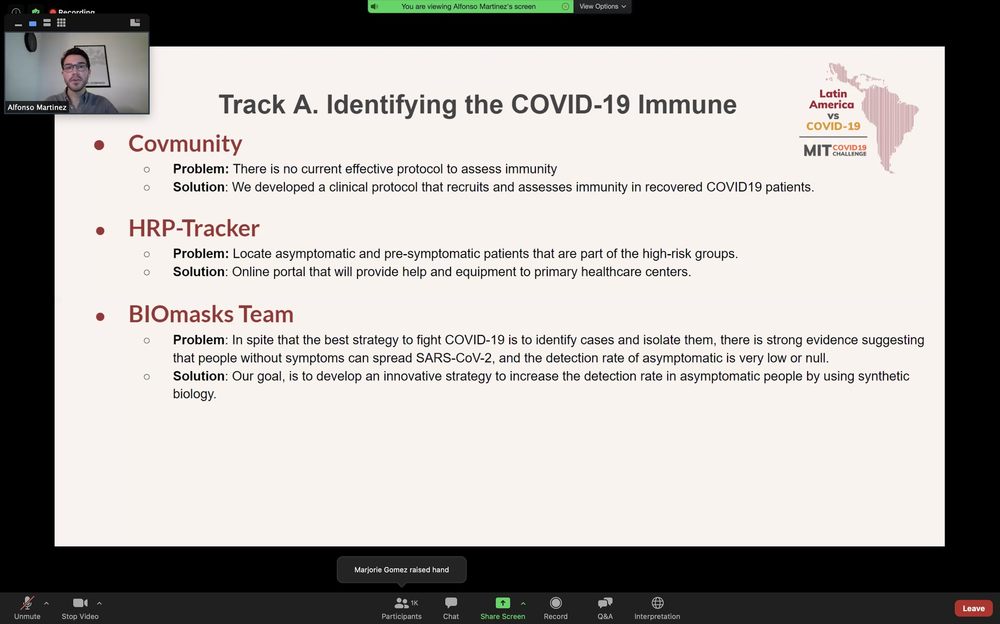 Recording
You are viewing Alfonso Martinez's screen
View Options
DOMINGO
Alfonso Martinez
Track A. Identifying the COVID-19 Immune
Latin
America
VS
COVID-19
MIT COVID19
CHALLENGE
Covmunity
Problem: There is no current effective protocol to assess immunity
Solution: We developed a clinical protocol that recruits and assesses immunity in recovered COVID19 patients.
HRP-Tracker
Problem: Locate asymptomatic and pre-symptomatic patients that are part of the high-risk groups.
Solution: Online portal that will provide help and equipment to primary healthcare centers.
BIOmasks Team
Problem: In spite that the best strategy to fight COVID-19 is to identify cases and isolate them, there is strong evidence suggesting
that people without symptoms can spread SARS-CoV-2, and the detection rate of asymptomatic is very low or null.
Solution: Our goal, is to develop an innovative strategy to increase the detection rate in asymptomatic people by using synthetic
biology.
Marjorie Gomez raised hand
Unmute
Stop Video
1K
Participants
Chat
Share Screen
Record
Q&A
Interpretation
Leave